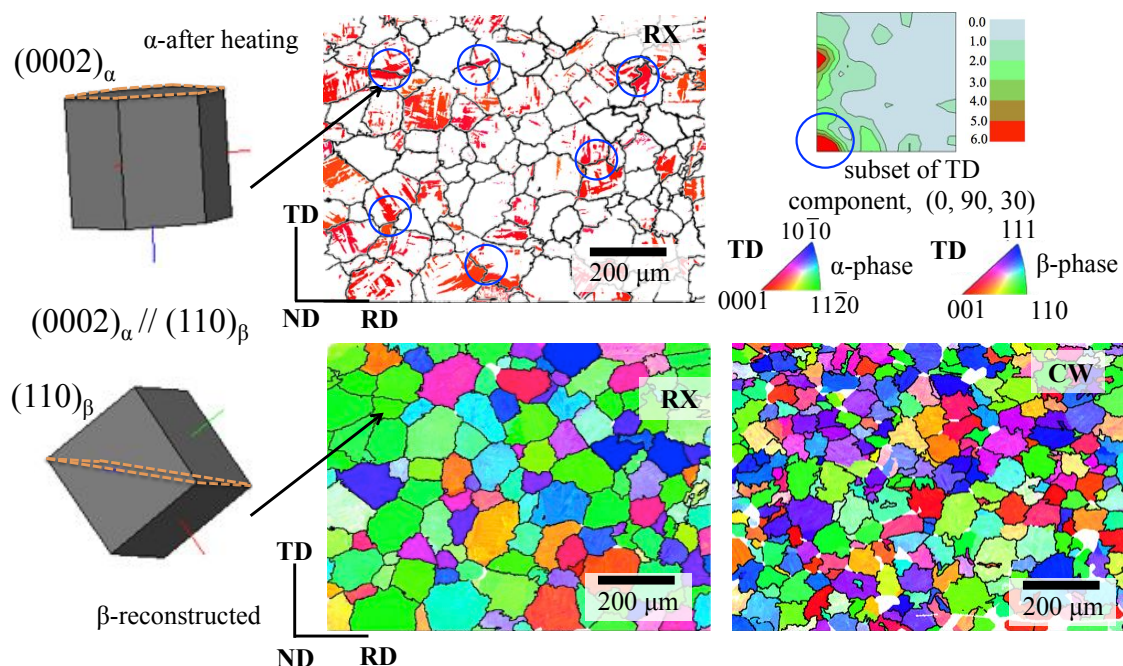 α-after heating
(0002)α
RX
TD
200 μm
ND
RD
0.0
1.0
2.0
3.0
4.0
5.0
6.0
subset of TD
component, (0, 90, 30)
TD
101̄0
α-phase
0001
112̄0
TD
111
β-phase
001
110
(0002)α // (110)β
(110)β
RX
TD
200 μm
ND
RD
β-reconstructed
CW
200 μm